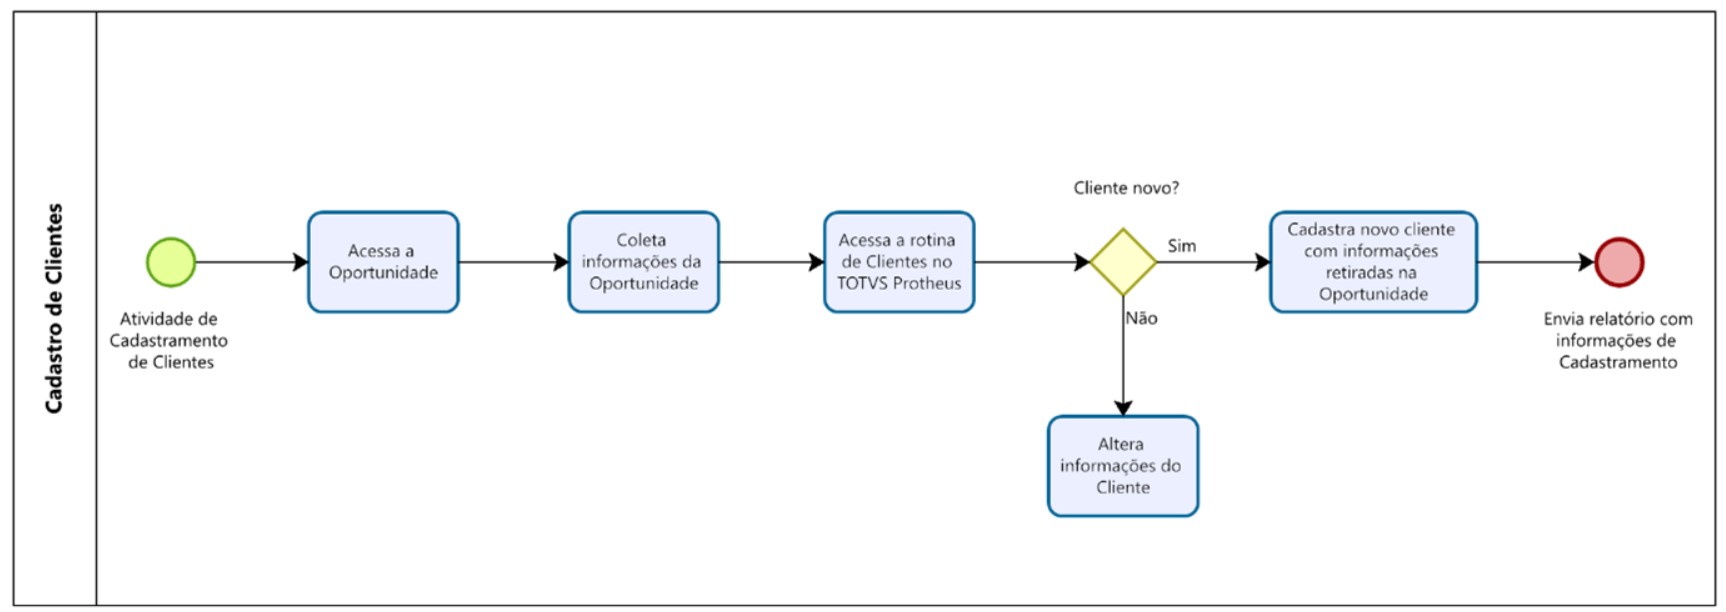 Cadastro de Clientes
Atividade de
Cadastramento
de Clientes
Acessa a
Oportunidade
Coleta
informações da
Oportunidade
Acessa a rotina
de Clientes no
TOTVS Protheus
Cliente novo?
Sim
Não
Altera
informações do
Cliente
Cadastra novo cliente
com informações
retiradas na
Oportunidade
Envia relatório com
informações de
Cadastramento